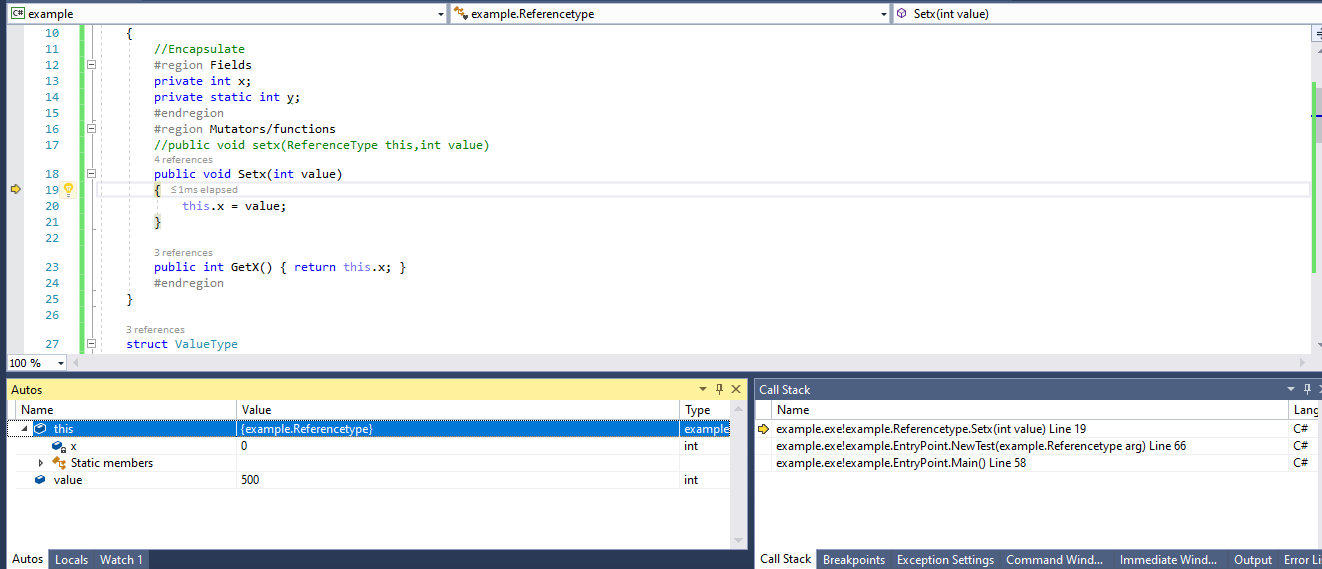 C# example example.Referencetype Setx(int value)
10 {
11 //Encapsulate
12 #region Fields
13 private int x;
14 private static int y;
15 #endregion
16 #region Mutators/functions
17 //public void setx(ReferenceType this,int value)
4 references
18 public void Setx(int value)
19 { ≤1ms elapsed
20 this.x = value;
21 }
22
3 references
23 public int GetX() { return this.x; }
24 #endregion
25 }
26
3 references
27 struct ValueType
100 %
Autos
Name Value Type
this {example.Referencetype} example
x 0 int
Static members
value 500 int
Autos Locals Watch 1
Call Stack
Name Lang
example.exe!example.Referencetype.Setx(int value) Line 19 C#
example.exe!example.EntryPoint.NewTest(example.Referencetype arg) Line 66 C#
example.exe!example.EntryPoint.Main() Line 58 C#
Call Stack Breakpoints Exception Settings Command Wind... Immediate Wind... Output Error Li